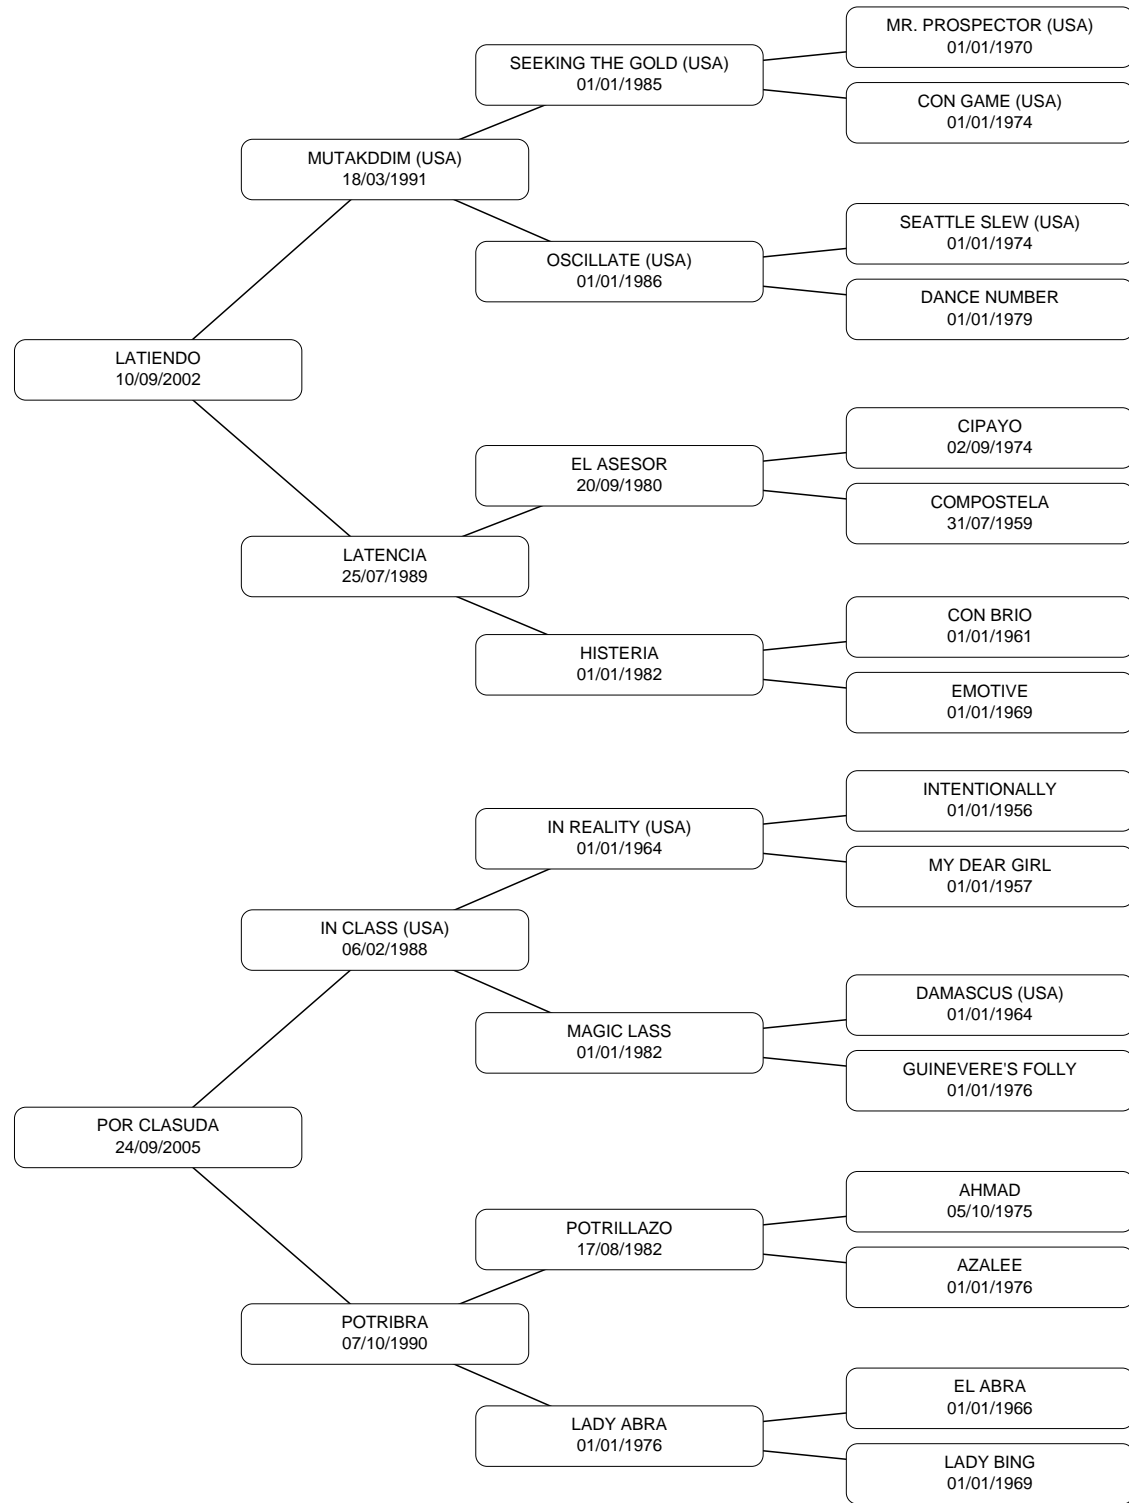 MR. PROSPECTOR (USA)
01/01/1970
SEEKING THE GOLD (USA)
01/01/1985
CON GAME (USA)
01/01/1974
MUTAKDDIM (USA)
18/03/1991
SEATTLE SLEW (USA)
01/01/1974
OSCILLATE (USA)
01/01/1986
DANCE NUMBER
01/01/1979
LATIENDO
10/09/2002
CIPAYO
02/09/1974
EL ASESOR
20/09/1980
COMPOSTELA
31/07/1959
LATENCIA
25/07/1989
CON BRIO
01/01/1961
HISTERIA
01/01/1982
EMOTIVE
01/01/1969
INTENTIONALLY
01/01/1956
IN REALITY (USA)
01/01/1964
MY DEAR GIRL
01/01/1957
IN CLASS (USA)
06/02/1988
DAMASCUS (USA)
01/01/1964
MAGIC LASS
01/01/1982
GUINEVERE'S FOLLY
01/01/1976
POR CLASUDA
24/09/2005
AHMAD
05/10/1975
POTRILLAZO
17/08/1982
AZALEE
01/01/1976
POTRIBRA
07/10/1990
EL ABRA
01/01/1966
LADY ABRA
01/01/1976
LADY BING
01/01/1969